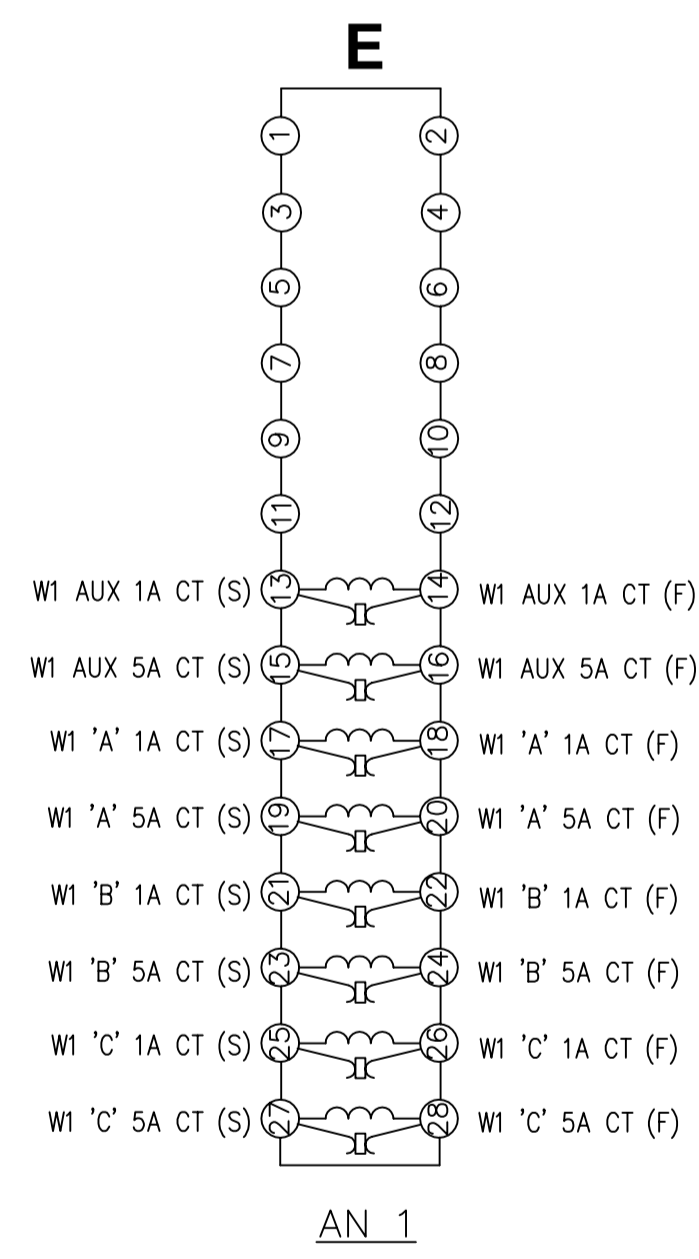 E
1 2
3 4
5 6
7 8
9 10
11 12
W1 AUX 1A CT (S) 13 14 W1 AUX 1A CT (F)
W1 AUX 5A CT (S) 15 16 W1 AUX 5A CT (F)
W1 'A' 1A CT (S) 17 18 W1 'A' 1A CT (F)
W1 'A' 5A CT (S) 19 20 W1 'A' 5A CT (F)
W1 'B' 1A CT (S) 21 22 W1 'B' 1A CT (F)
W1 'B' 5A CT (S) 23 24 W1 'B' 5A CT (F)
W1 'C' 1A CT (S) 25 26 W1 'C' 1A CT (F)
W1 'C' 5A CT (S) 27 28 W1 'C' 5A CT (F)
AN 1